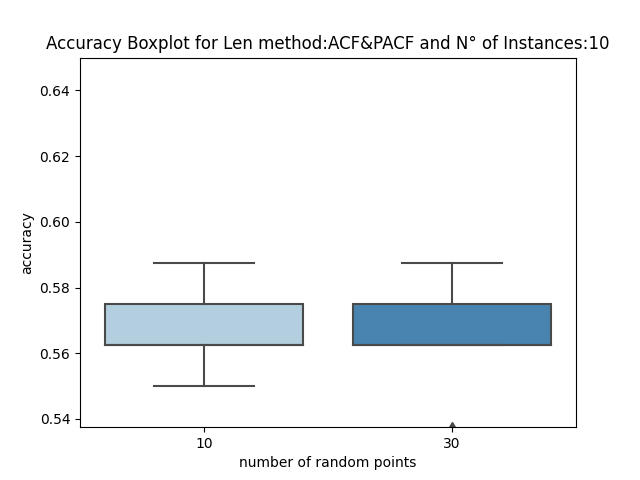 Accuracy Boxplot for Len method:ACF&PACF and N° of Instances:10
0.64
0.62
0.60
0.58
0.56
0.54
accuracy
10 30
number of random points